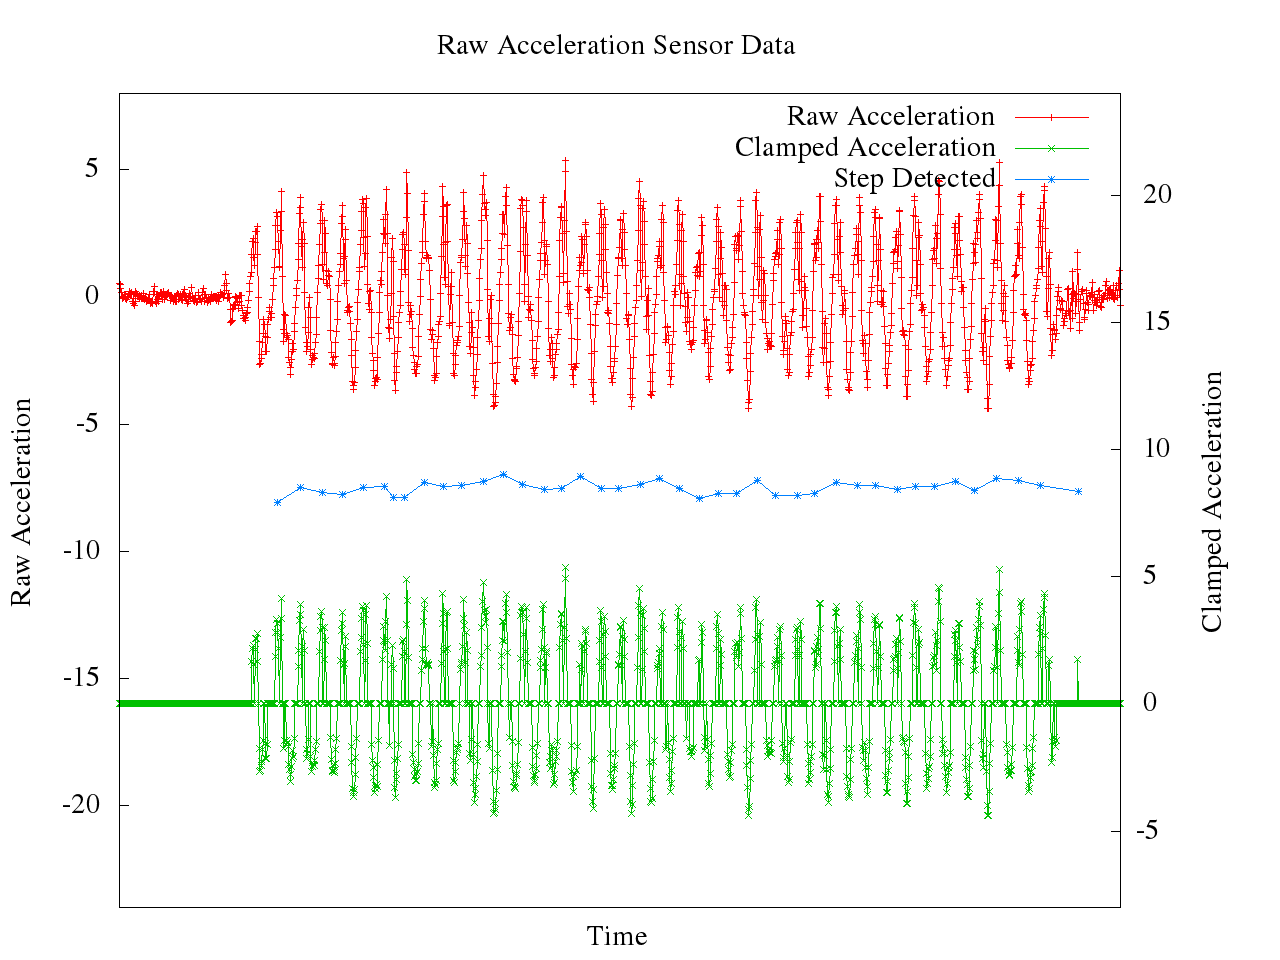 Raw Acceleration Sensor Data
Raw Acceleration
Clamped Acceleration
Step Detected
5
0
-5
-10
-15
-20
20
15
10
5
0
-5
Raw Acceleration
Clamped Acceleration
Time